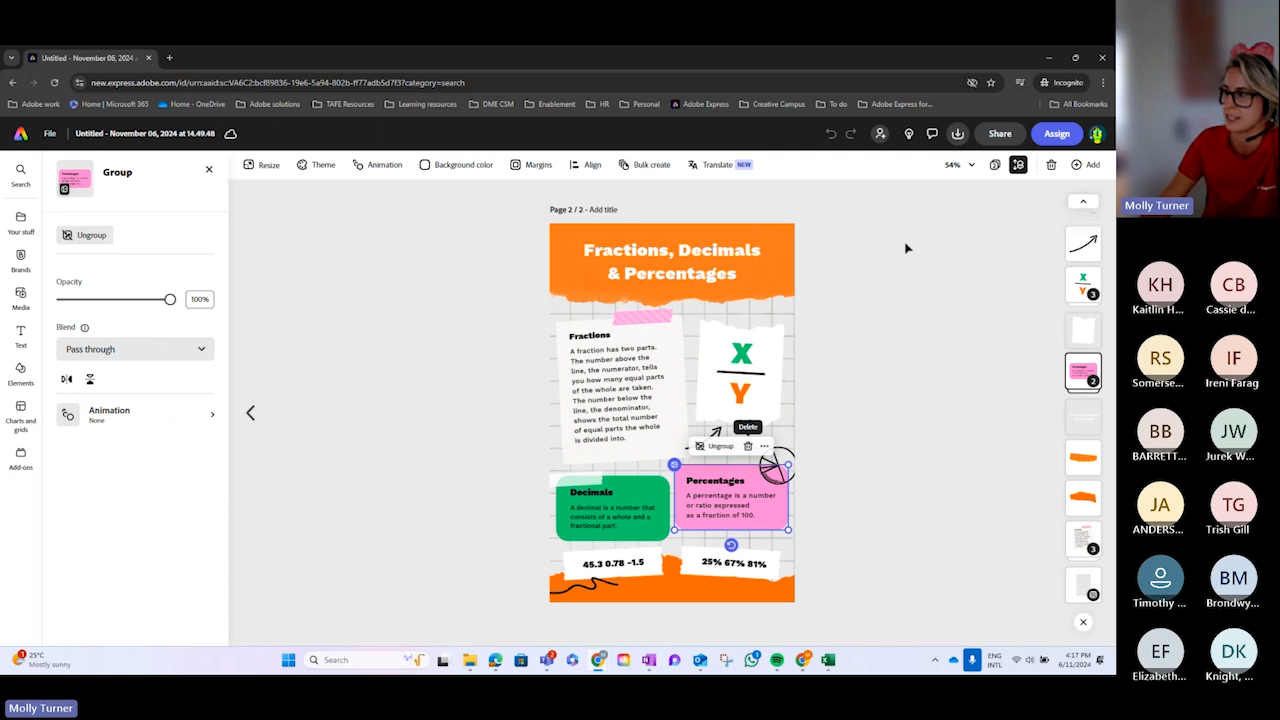 Untitled - November 06, 2024
new.express.adobe.com/id/urn:aaid:sc:VA6C2:bcf89836-19e6-5a94-802b-ff77adb5d7f3?category=search
Incognito
Adobe work
Home | Microsoft 365
Home - OneDrive
Adobe solutions
TAFE Resources
Learning resources
DME CSM
Enablement
HR
Personal
Adobe Express
Creative Campus
To do
Adobe Express for...
All Bookmarks
File
Untitled - November 06, 2024 at 14.49.48
Share
Assign
Search
Your stuff
Brands
Media
Text
Elements
Charts and
grids
Add-ons
Group
Ungroup
Opacity
100%
Blend
Pass through
Animation
None
Resize
Theme
Animation
Background color
Margins
Align
Bulk create
Translate NEW
54%
Add
Page 2 / 2 - Add title
Fractions, Decimals
& Percentages
Fractions
A fraction has two parts.
The number above the
line, the numerator, tells
you how many equal parts
of the whole are taken.
The number below the
line, the denominator,
shows the total number
of equal parts the whole
is divided into.
X
Y
Delete
Ungroup
Decimals
A decimal is a number that
consists of a whole and a
fractional part.
Percentages
A percentage is a number
or ratio expressed
as a fraction of 100.
45.3 0.78 -1.5
25% 67% 81%
X
Y
3
2
3
25°C
Mostly sunny
Search
ENG
INTL
4:17 PM
6/11/2024
Molly Turner
Molly Turner
KH
Kaitlin H...
CB
Cassie d...
RS
Somerse...
IF
Ireni Farag
BB
BARRETT...
JW
Jurek W...
JA
ANDERS...
TG
Trish Gill
Timothy ...
BM
Brondwy...
EF
Elizabeth...
DK
Knight, ...